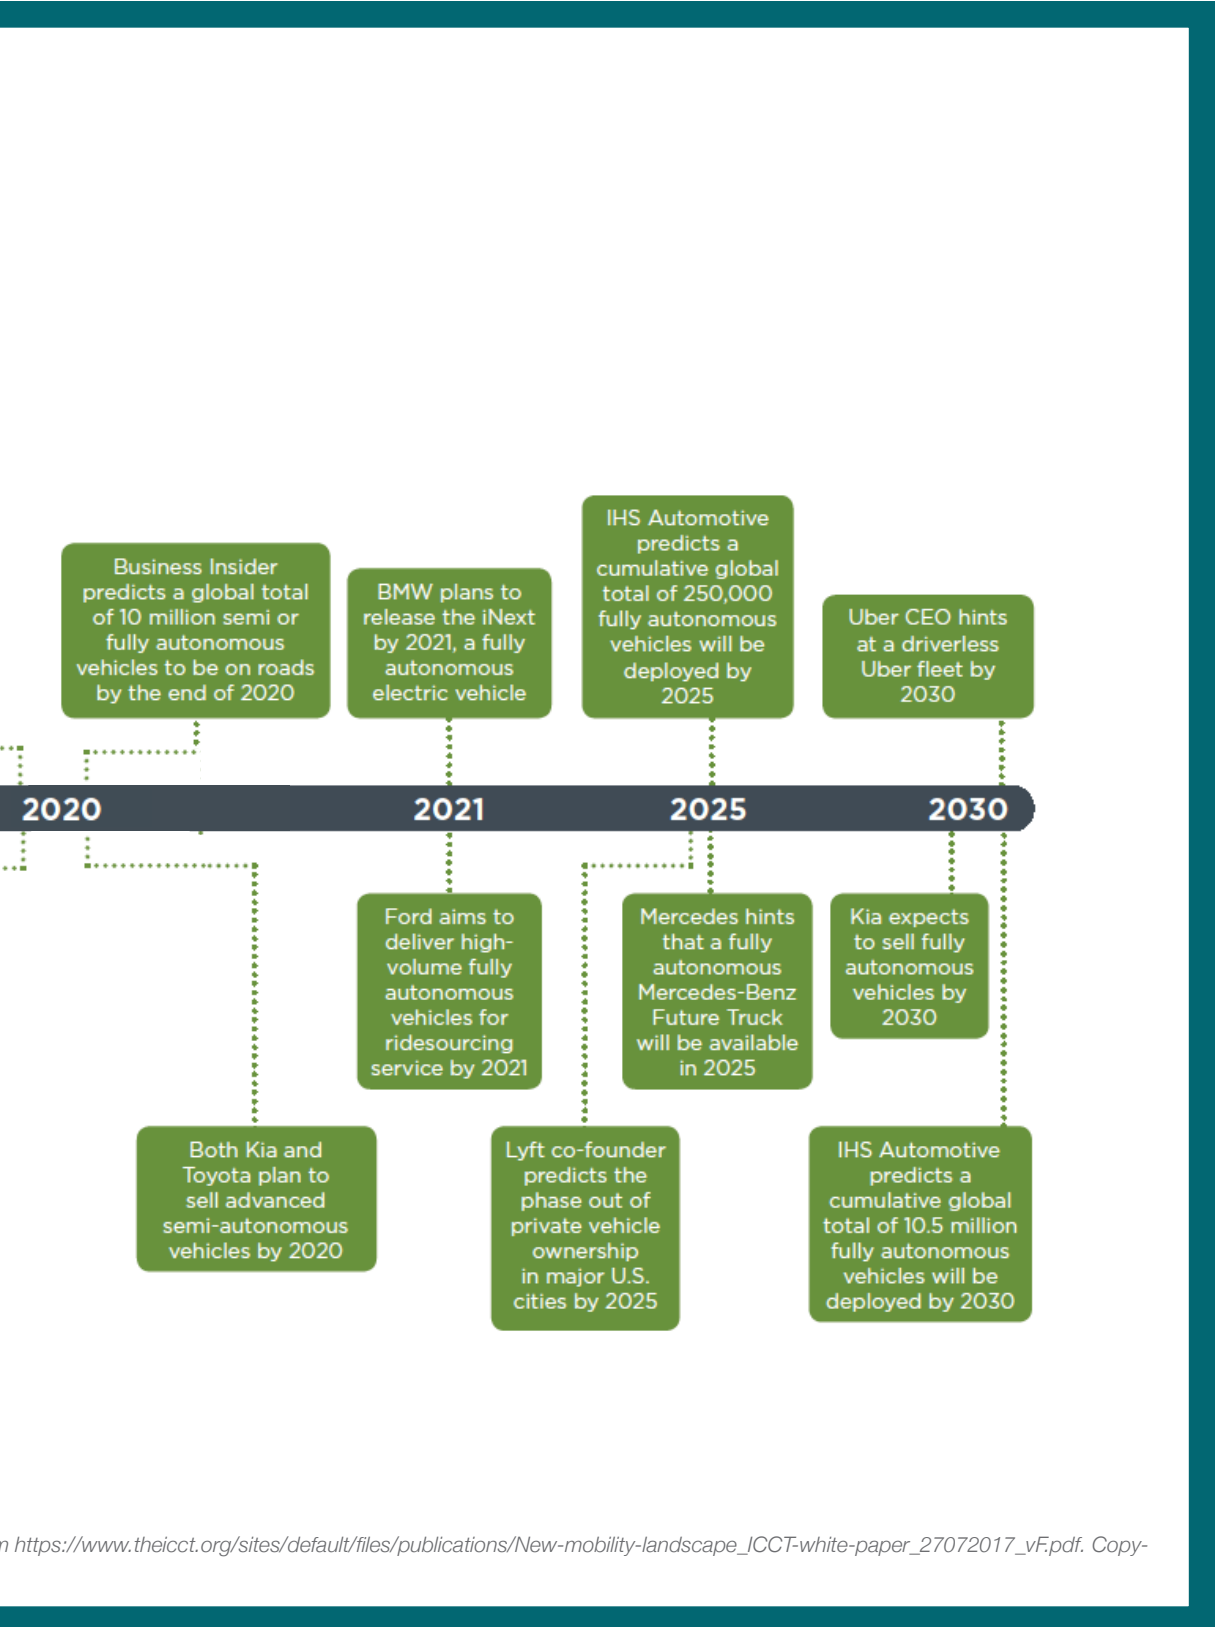 Business Insider
predicts a global total
of 10 million semi or
fully autonomous
vehicles to be on roads
by the end of 2020
BMW plans to
release the iNext
by 2021, a fully
autonomous
electric vehicle
IHS Automotive
predicts a
cumulative global
total of 250,000
fully autonomous
vehicles will be
deployed by
2025
Uber CEO hints
at a driverless
Uber fleet by
2030
2020
2021
2025
2030
Ford aims to
deliver high-
volume fully
autonomous
vehicles for
ridesourcing
service by 2021
Mercedes hints
that a fully
autonomous
Mercedes-Benz
Future Truck
will be available
in 2025
Kia expects
to sell fully
autonomous
vehicles by
2030
Both Kia and
Toyota plan to
sell advanced
semi-autonomous
vehicles by 2020
Lyft co-founder
predicts the
phase out of
private vehicle
ownership
in major U.S.
cities by 2025
IHS Automotive
predicts a
cumulative global
total of 10.5 million
fully autonomous
vehicles will be
deployed by 2030
https://www.theicct.org/sites/default/files/publications/New-mobility-landscape_ICCT-white-paper_27072017_vF.pdf. Copy-